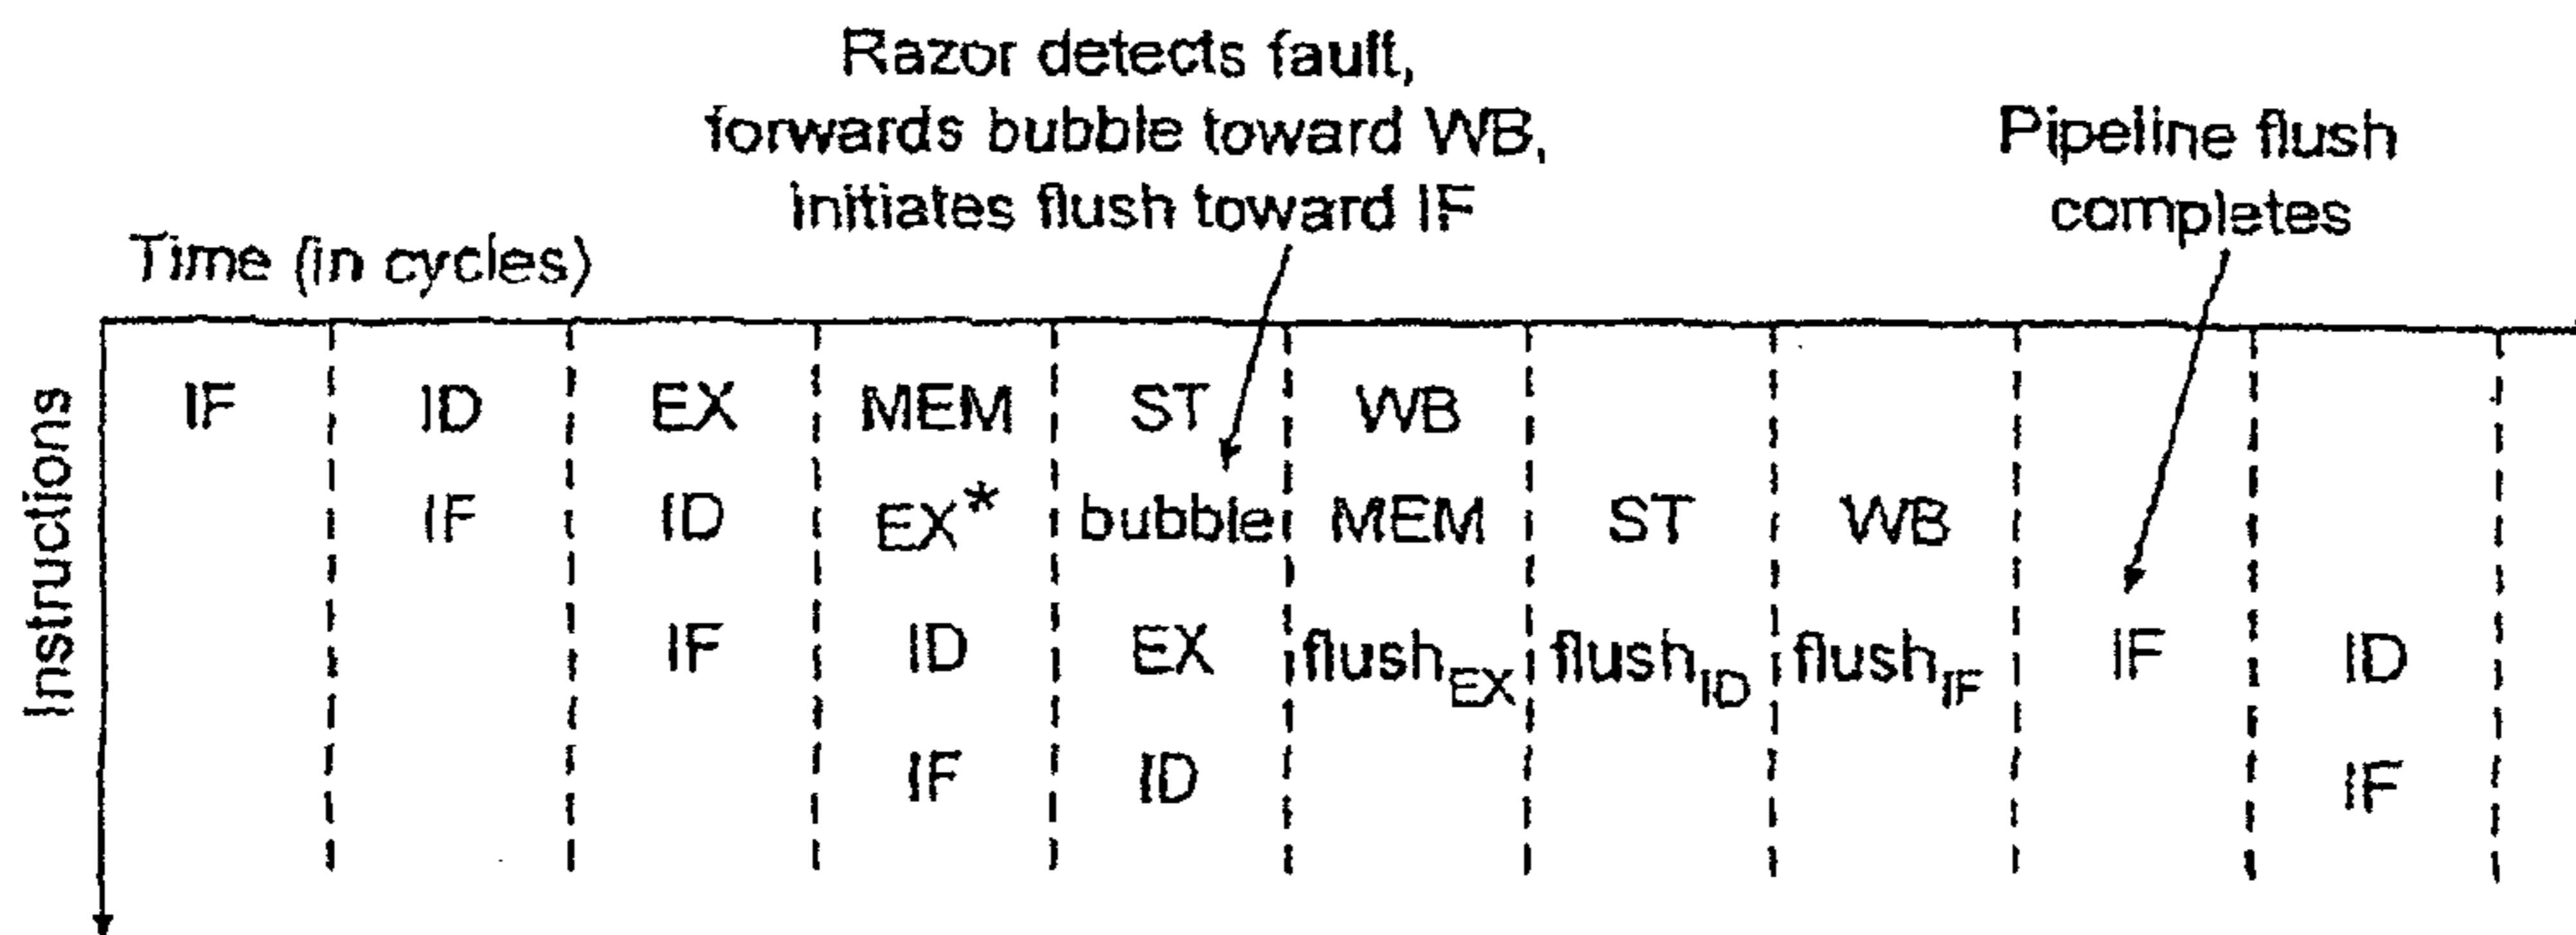 Razor detects fault,
forwards bubble toward WB,
initiates flush toward IF
Pipeline flush
completes
Time (in cycles)
Instructions
IF ID EX MEM ST WB
IF ID EX* bubble MEM ST WB
IF ID EX flushEX flushID flushIF IF ID
IF ID IF